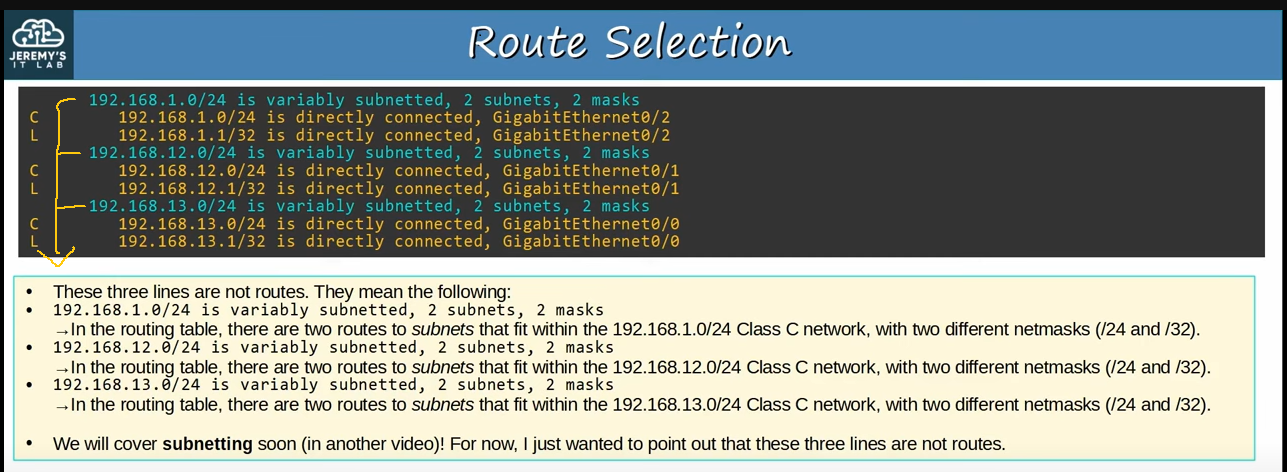 JEREMY'S
IT LAB
Route Selection
192.168.1.0/24 is variably subnetted, 2 subnets, 2 masks
C 192.168.1.0/24 is directly connected, GigabitEthernet0/2
L 192.168.1.1/32 is directly connected, GigabitEthernet0/2
192.168.12.0/24 is variably subnetted, 2 subnets, 2 masks
C 192.168.12.0/24 is directly connected, GigabitEthernet0/1
L 192.168.12.1/32 is directly connected, GigabitEthernet0/1
192.168.13.0/24 is variably subnetted, 2 subnets, 2 masks
C 192.168.13.0/24 is directly connected, GigabitEthernet0/0
L 192.168.13.1/32 is directly connected, GigabitEthernet0/0
• These three lines are not routes. They mean the following:
• 192.168.1.0/24 is variably subnetted, 2 subnets, 2 masks
→In the routing table, there are two routes to subnets that fit within the 192.168.1.0/24 Class C network, with two different netmasks (/24 and /32).
• 192.168.12.0/24 is variably subnetted, 2 subnets, 2 masks
→In the routing table, there are two routes to subnets that fit within the 192.168.12.0/24 Class C network, with two different netmasks (/24 and /32).
• 192.168.13.0/24 is variably subnetted, 2 subnets, 2 masks
→In the routing table, there are two routes to subnets that fit within the 192.168.13.0/24 Class C network, with two different netmasks (/24 and /32).
• We will cover subnetting soon (in another video)! For now, I just wanted to point out that these three lines are not routes.